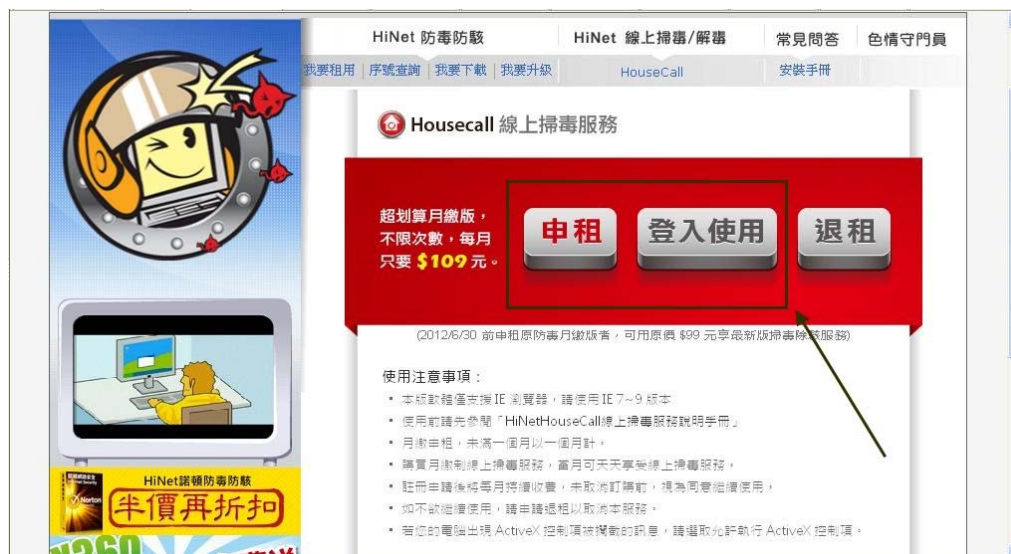 HiNet 防毒防駭
HiNet 線上掃毒/解毒
常見問答
色情守門員
我要租用 | 序號查詢 | 我要下載 | 我要升級
HouseCall
安裝手冊
Housecall 線上掃毒服務
超划算月繳版，
不限次數，每月
只要 $109 元。
申租
登入使用
退租
(2012/6/30 前申租原防毒月繳版者，可用原價 $99 元享最新版掃毒除駭服務)
使用注意事項：
▪ 本版軟體僅支援 IE 瀏覽器，請使用 IE 7~9 版本
▪ 使用前請先參閱「HiNetHouseCall線上掃毒服務說明手冊」
▪ 月繳申租，未滿一個月以一個月計。
▪ 購買月繳制線上掃毒服務，當月可天天享受線上掃毒服務。
▪ 註冊申請後將每月持續收費，未取消訂購前，視為同意繼續使用。
▪ 如不欲繼續使用，請申請退租以取消本服務。
▪ 若您的電腦出現 ActiveX 控制項被攔截的訊息，請選取允許執行 ActiveX 控制項。
Norton
HiNet諾頓防毒防駭
半價再折扣
N360